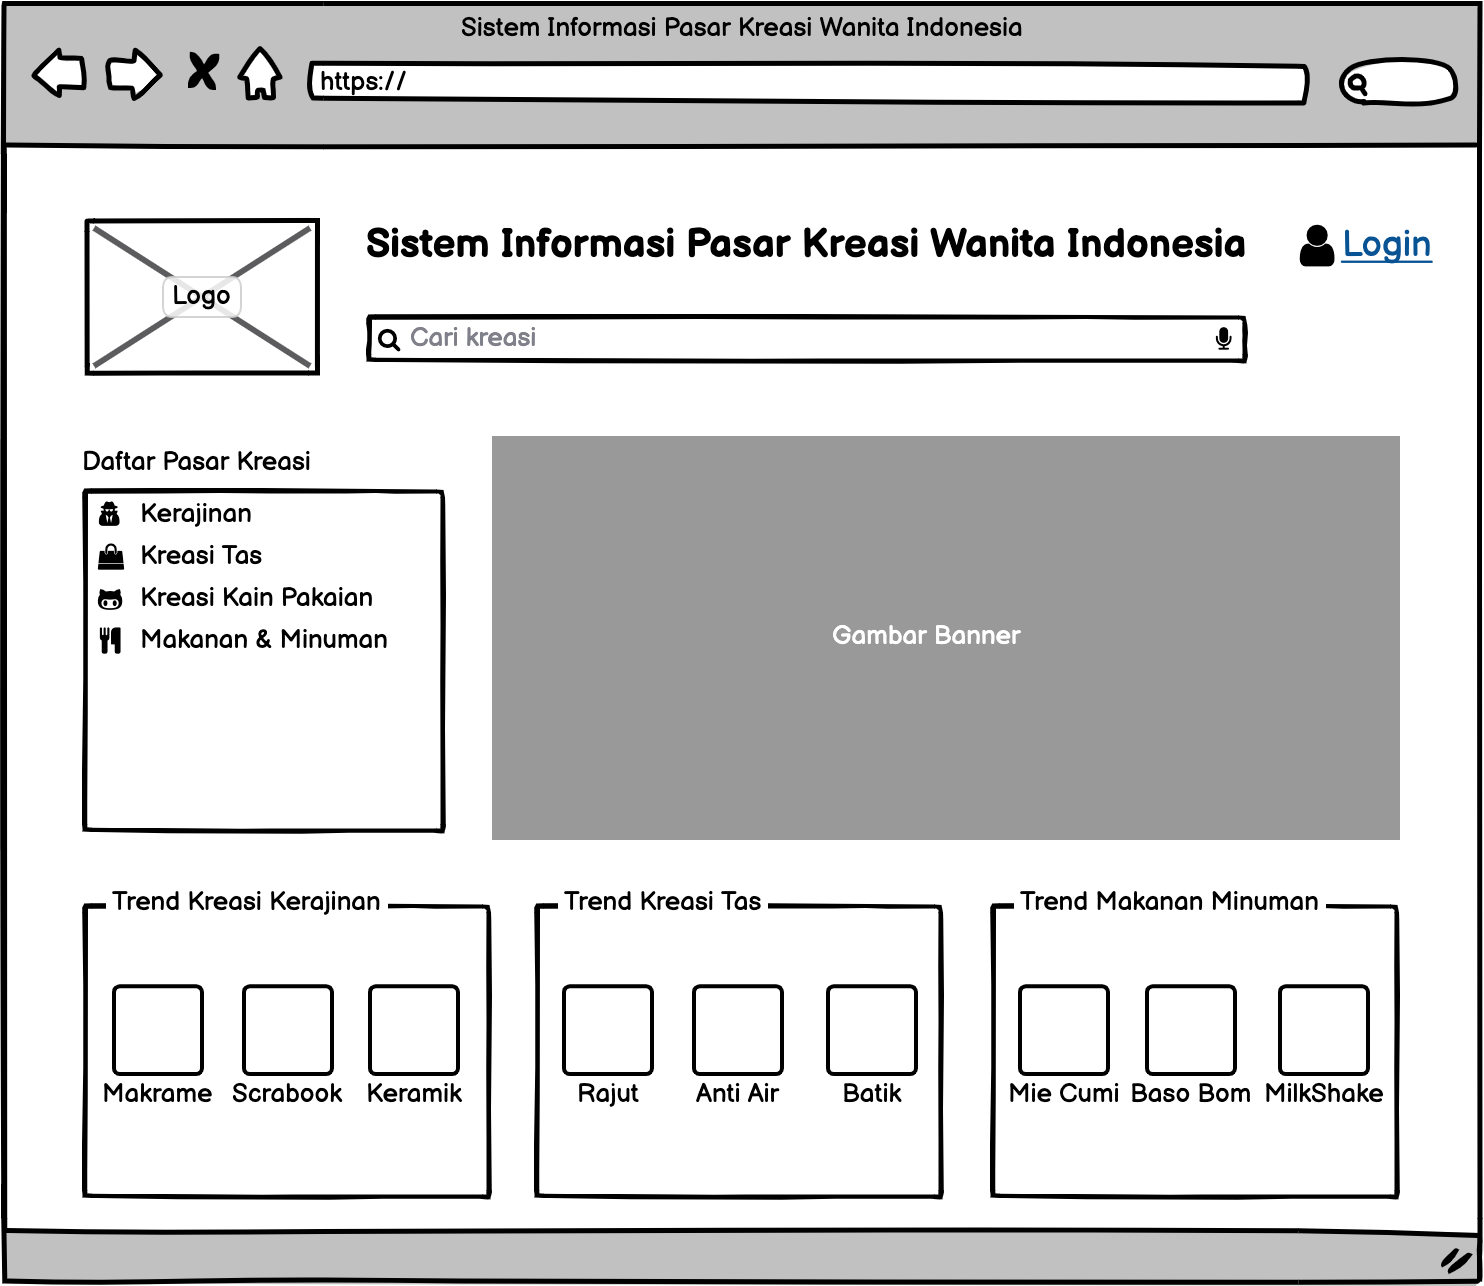 Sistem Informasi Pasar Kreasi Wanita Indonesia
https://
Logo
Sistem Informasi Pasar Kreasi Wanita Indonesia
Login
Cari kreasi
Daftar Pasar Kreasi
Kerajinan
Kreasi Tas
Kreasi Kain Pakaian
Makanan & Minuman
Gambar Banner
Trend Kreasi Kerajinan
Makrame Scrabook Keramik
Trend Kreasi Tas
Rajut Anti Air Batik
Trend Makanan Minuman
Mie Cumi Baso Bom MilkShake